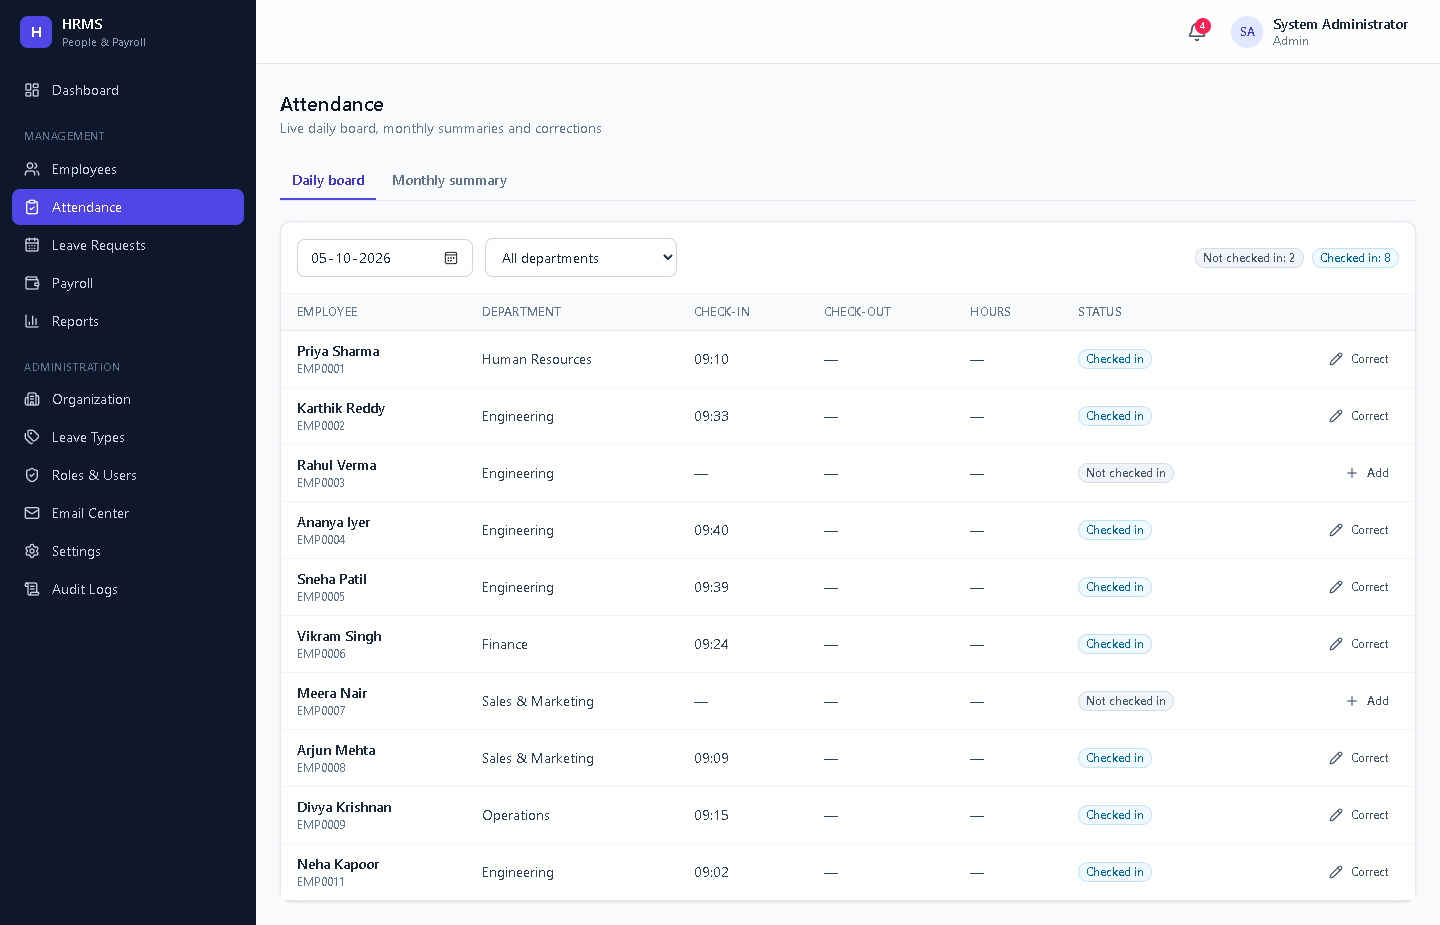 H
HRMS
People & Payroll
4
SA
System Administrator
Admin
Dashboard
MANAGEMENT
Employees
Attendance
Leave Requests
Payroll
Reports
ADMINISTRATION
Organization
Leave Types
Roles & Users
Email Center
Settings
Audit Logs
Attendance
Live daily board, monthly summaries and corrections
Daily board Monthly summary
05-10-2026 All departments Not checked in: 2 Checked in: 8
EMPLOYEE DEPARTMENT CHECK-IN CHECK-OUT HOURS STATUS
Priya Sharma
EMP0001
Human Resources 09:10 — — Checked in Correct
Karthik Reddy
EMP0002
Engineering 09:33 — — Checked in Correct
Rahul Verma
EMP0003
Engineering — — — Not checked in + Add
Ananya Iyer
EMP0004
Engineering 09:40 — — Checked in Correct
Sneha Patil
EMP0005
Engineering 09:39 — — Checked in Correct
Vikram Singh
EMP0006
Finance 09:24 — — Checked in Correct
Meera Nair
EMP0007
Sales & Marketing — — — Not checked in + Add
Arjun Mehta
EMP0008
Sales & Marketing 09:09 — — Checked in Correct
Divya Krishnan
EMP0009
Operations 09:15 — — Checked in Correct
Neha Kapoor
EMP0011
Engineering 09:02 — — Checked in Correct